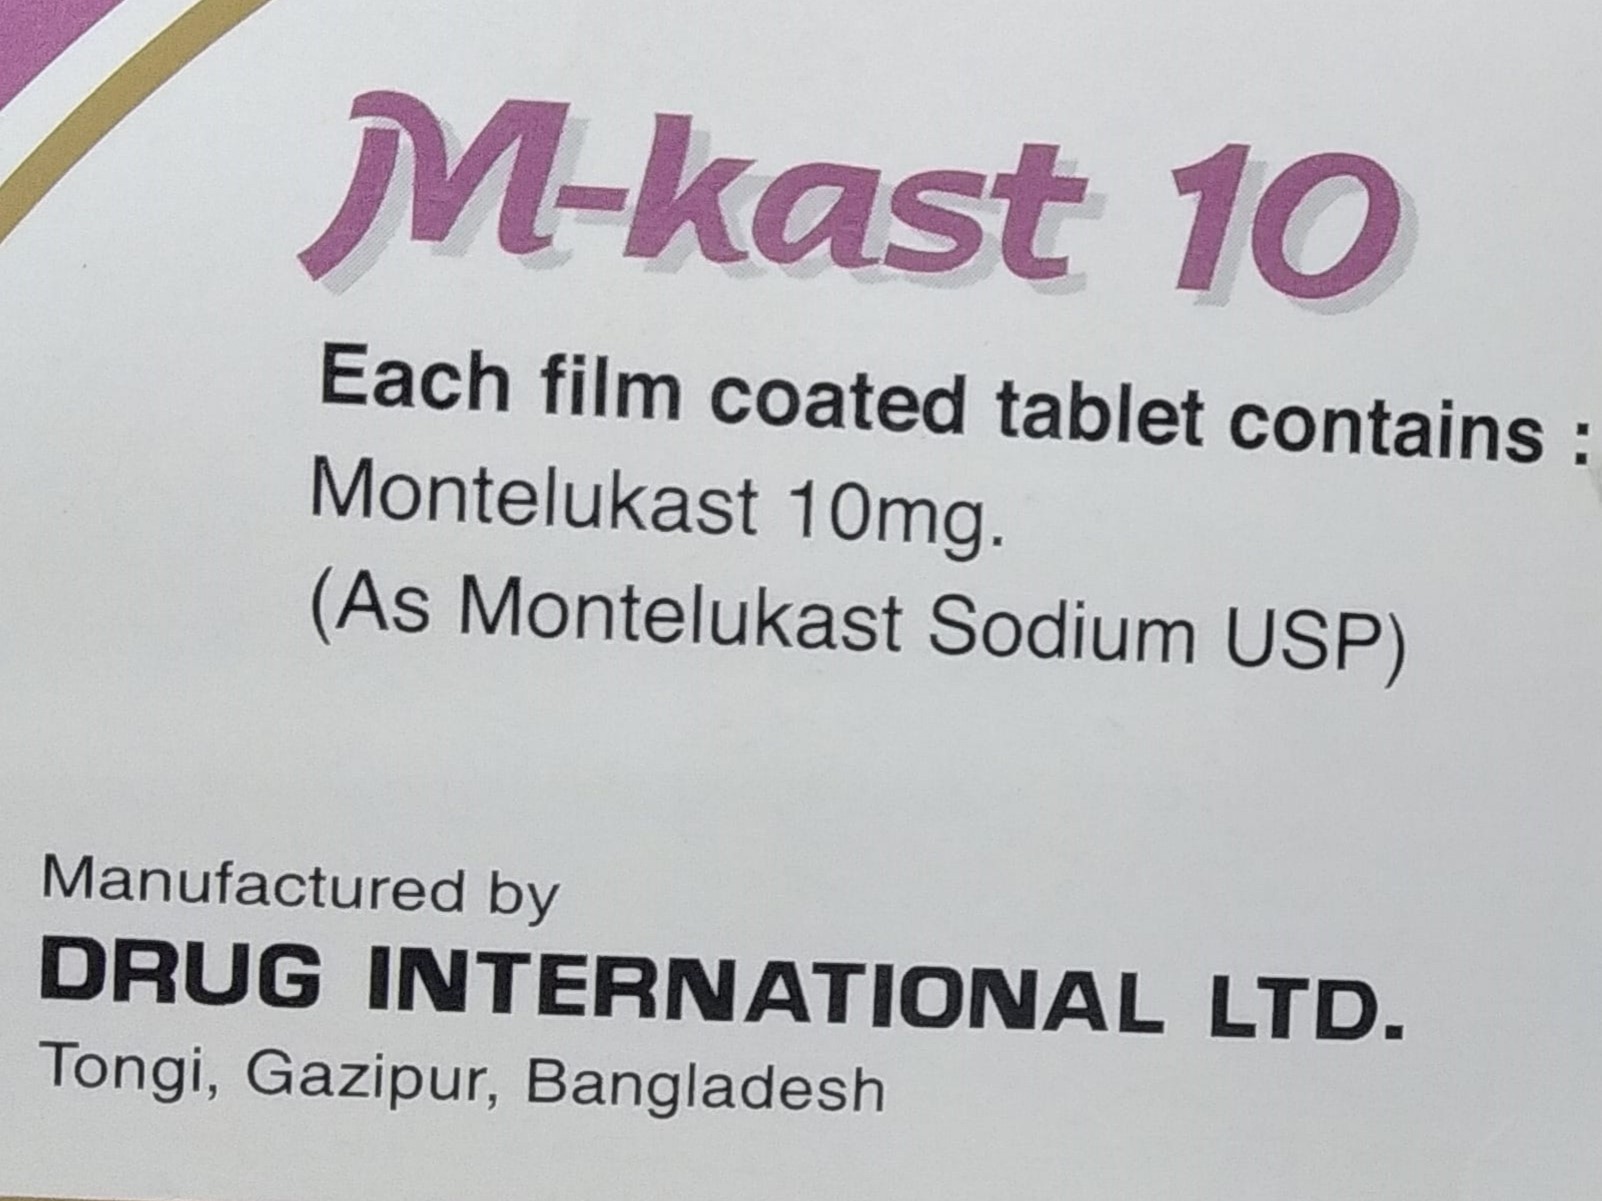 M-kast 10
Each film coated tablet contains :
Montelukast 10mg.
(As Montelukast Sodium USP)
Manufactured by
DRUG INTERNATIONAL LTD.
Tongi, Gazipur, Bangladesh